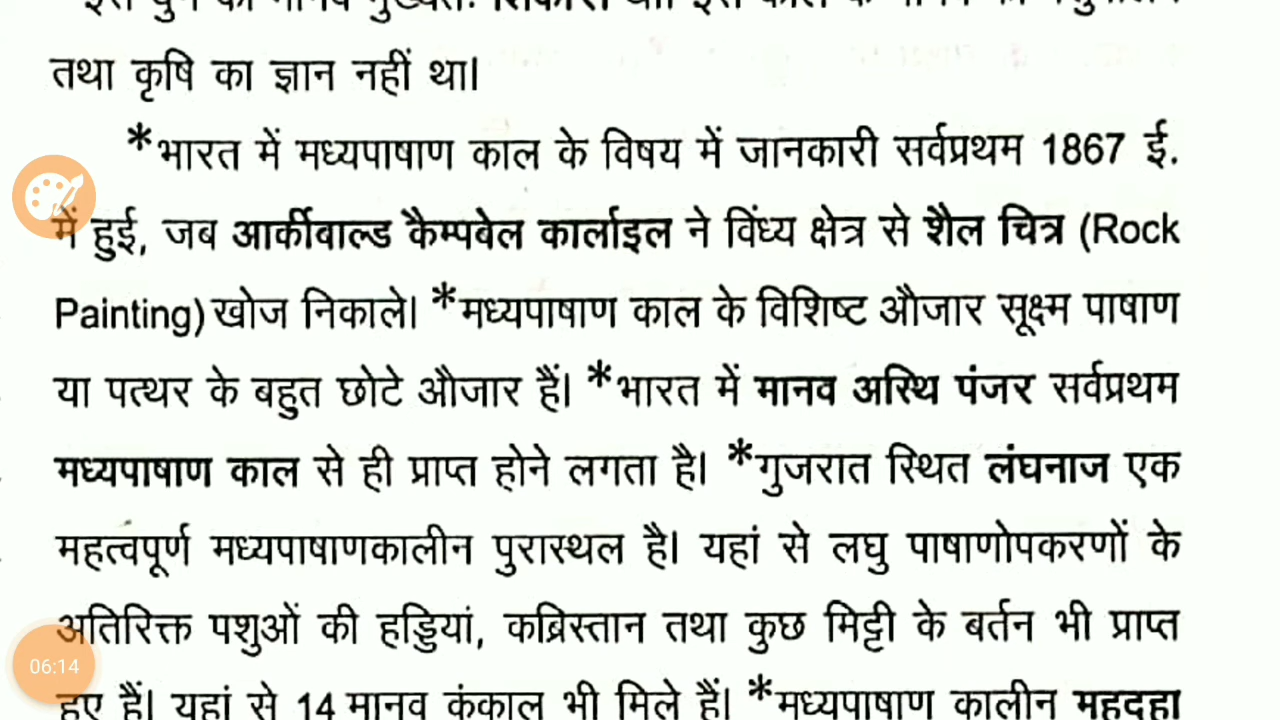 तथा कृषि का ज्ञान नहीं था।
*भारत में मध्यपाषाण काल के विषय में जानकारी सर्वप्रथम 1867 ई.
में हुई, जब आर्कीबाल्ड कैम्पबेल कार्लाइल ने विंध्य क्षेत्र से शैल चित्र (Rock
Painting) खोज निकाले। *मध्यपाषाण काल के विशिष्ट औजार सूक्ष्म पाषाण
या पत्थर के बहुत छोटे औजार हैं। *भारत में मानव अस्थि पंजर सर्वप्रथम
मध्यपाषाण काल से ही प्राप्त होने लगता है। *गुजरात स्थित लंघनाज एक
महत्वपूर्ण मध्यपाषाणकालीन पुरास्थल है। यहां से लघु पाषाणोपकरणों के
अतिरिक्त पशुओं की हड्डियां, कब्रिस्तान तथा कुछ मिट्टी के बर्तन भी प्राप्त
06:14
हुए हैं। यहां से 14 मानव कंकाल भी मिले हैं। *मध्यपाषाण कालीन महदहा